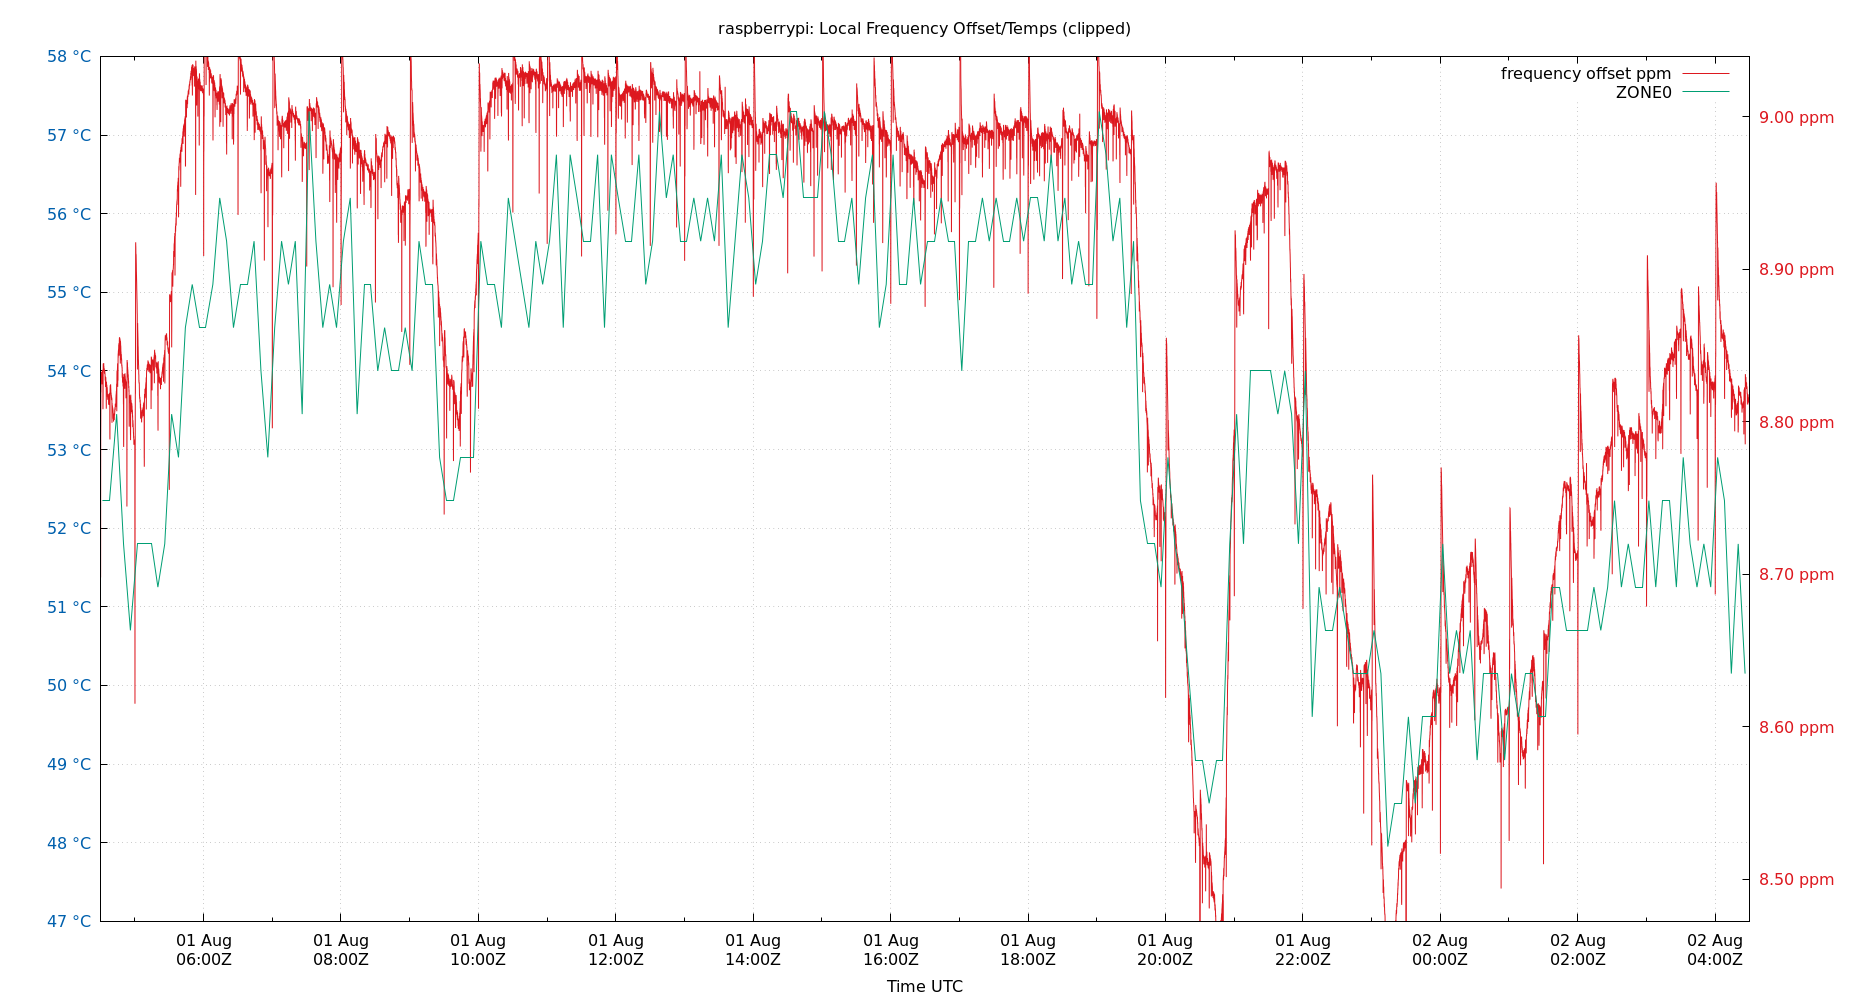 raspberrypi: Local Frequency Offset/Temps (clipped)
58 °C
57 °C
56 °C
55 °C
54 °C
53 °C
52 °C
51 °C
50 °C
49 °C
48 °C
47 °C
frequency offset ppm
ZONE0
9.00 ppm
8.90 ppm
8.80 ppm
8.70 ppm
8.60 ppm
8.50 ppm
01 Aug
06:00Z
01 Aug
08:00Z
01 Aug
10:00Z
01 Aug
12:00Z
01 Aug
14:00Z
01 Aug
16:00Z
01 Aug
18:00Z
01 Aug
20:00Z
01 Aug
22:00Z
02 Aug
00:00Z
02 Aug
02:00Z
02 Aug
04:00Z
Time UTC